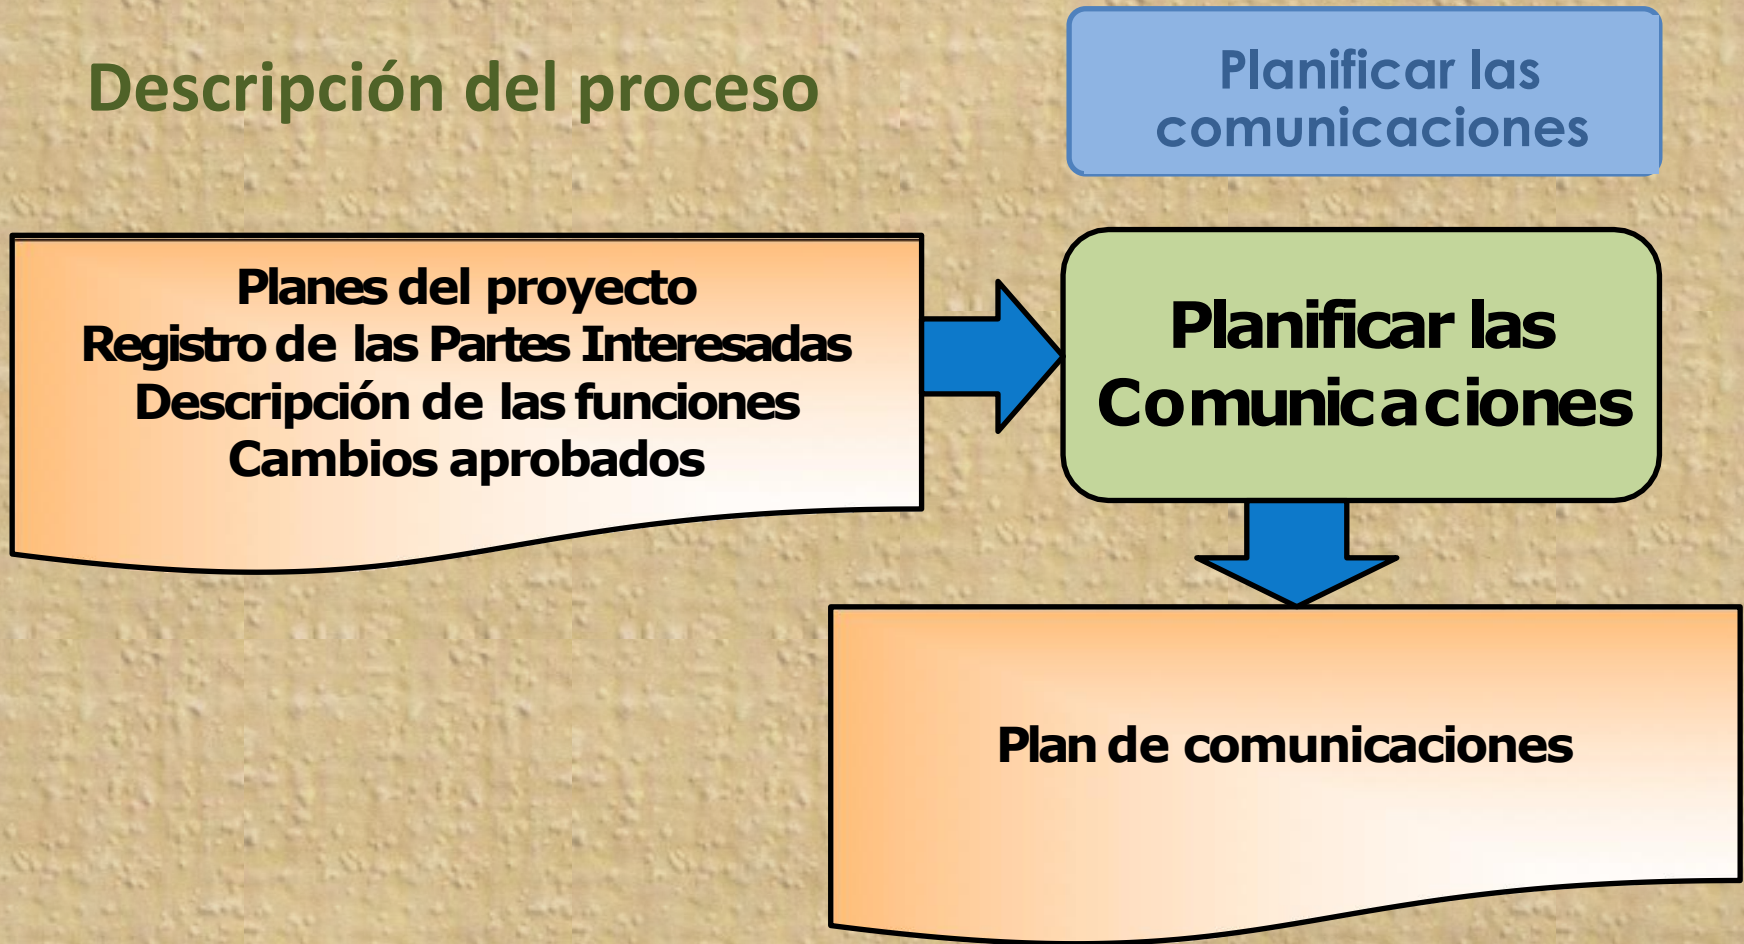 Descripción del proceso
Planificar las
comunicaciones
Planes del proyecto
Registro de las Partes Interesadas
Descripción de las funciones
Cambios aprobados
Planificar las
Comunicaciones
Plan de comunicaciones